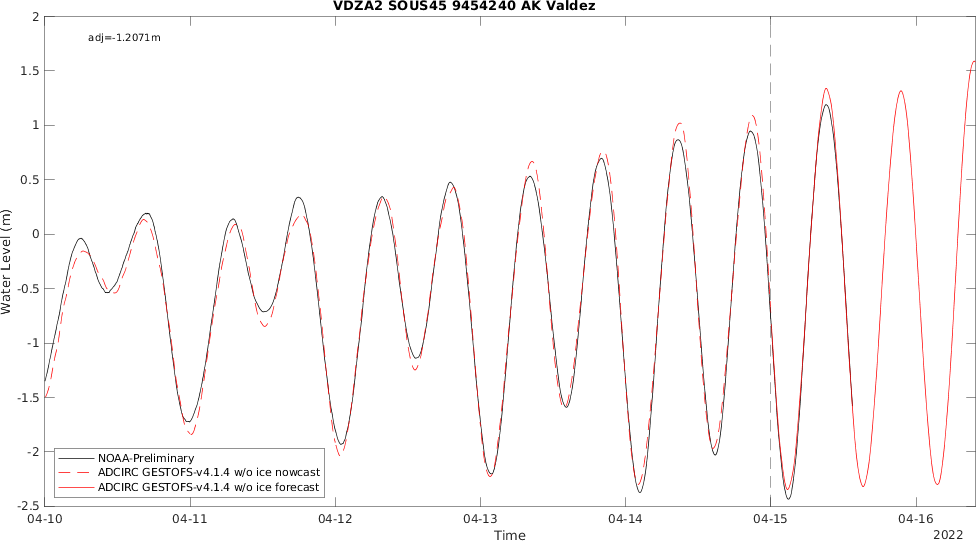 VDZA2 SOUS45 9454240 AK Valdez
adj=-1.2071m
2
1.5
1
0.5
0
-0.5
-1
-1.5
-2
-2.5
Water Level (m)
NOAA-Preliminary
ADCIRC GESTOFS-v4.1.4 w/o ice nowcast
ADCIRC GESTOFS-v4.1.4 w/o ice forecast
04-10 04-11 04-12 04-13 04-14 04-15 04-16
Time
2022